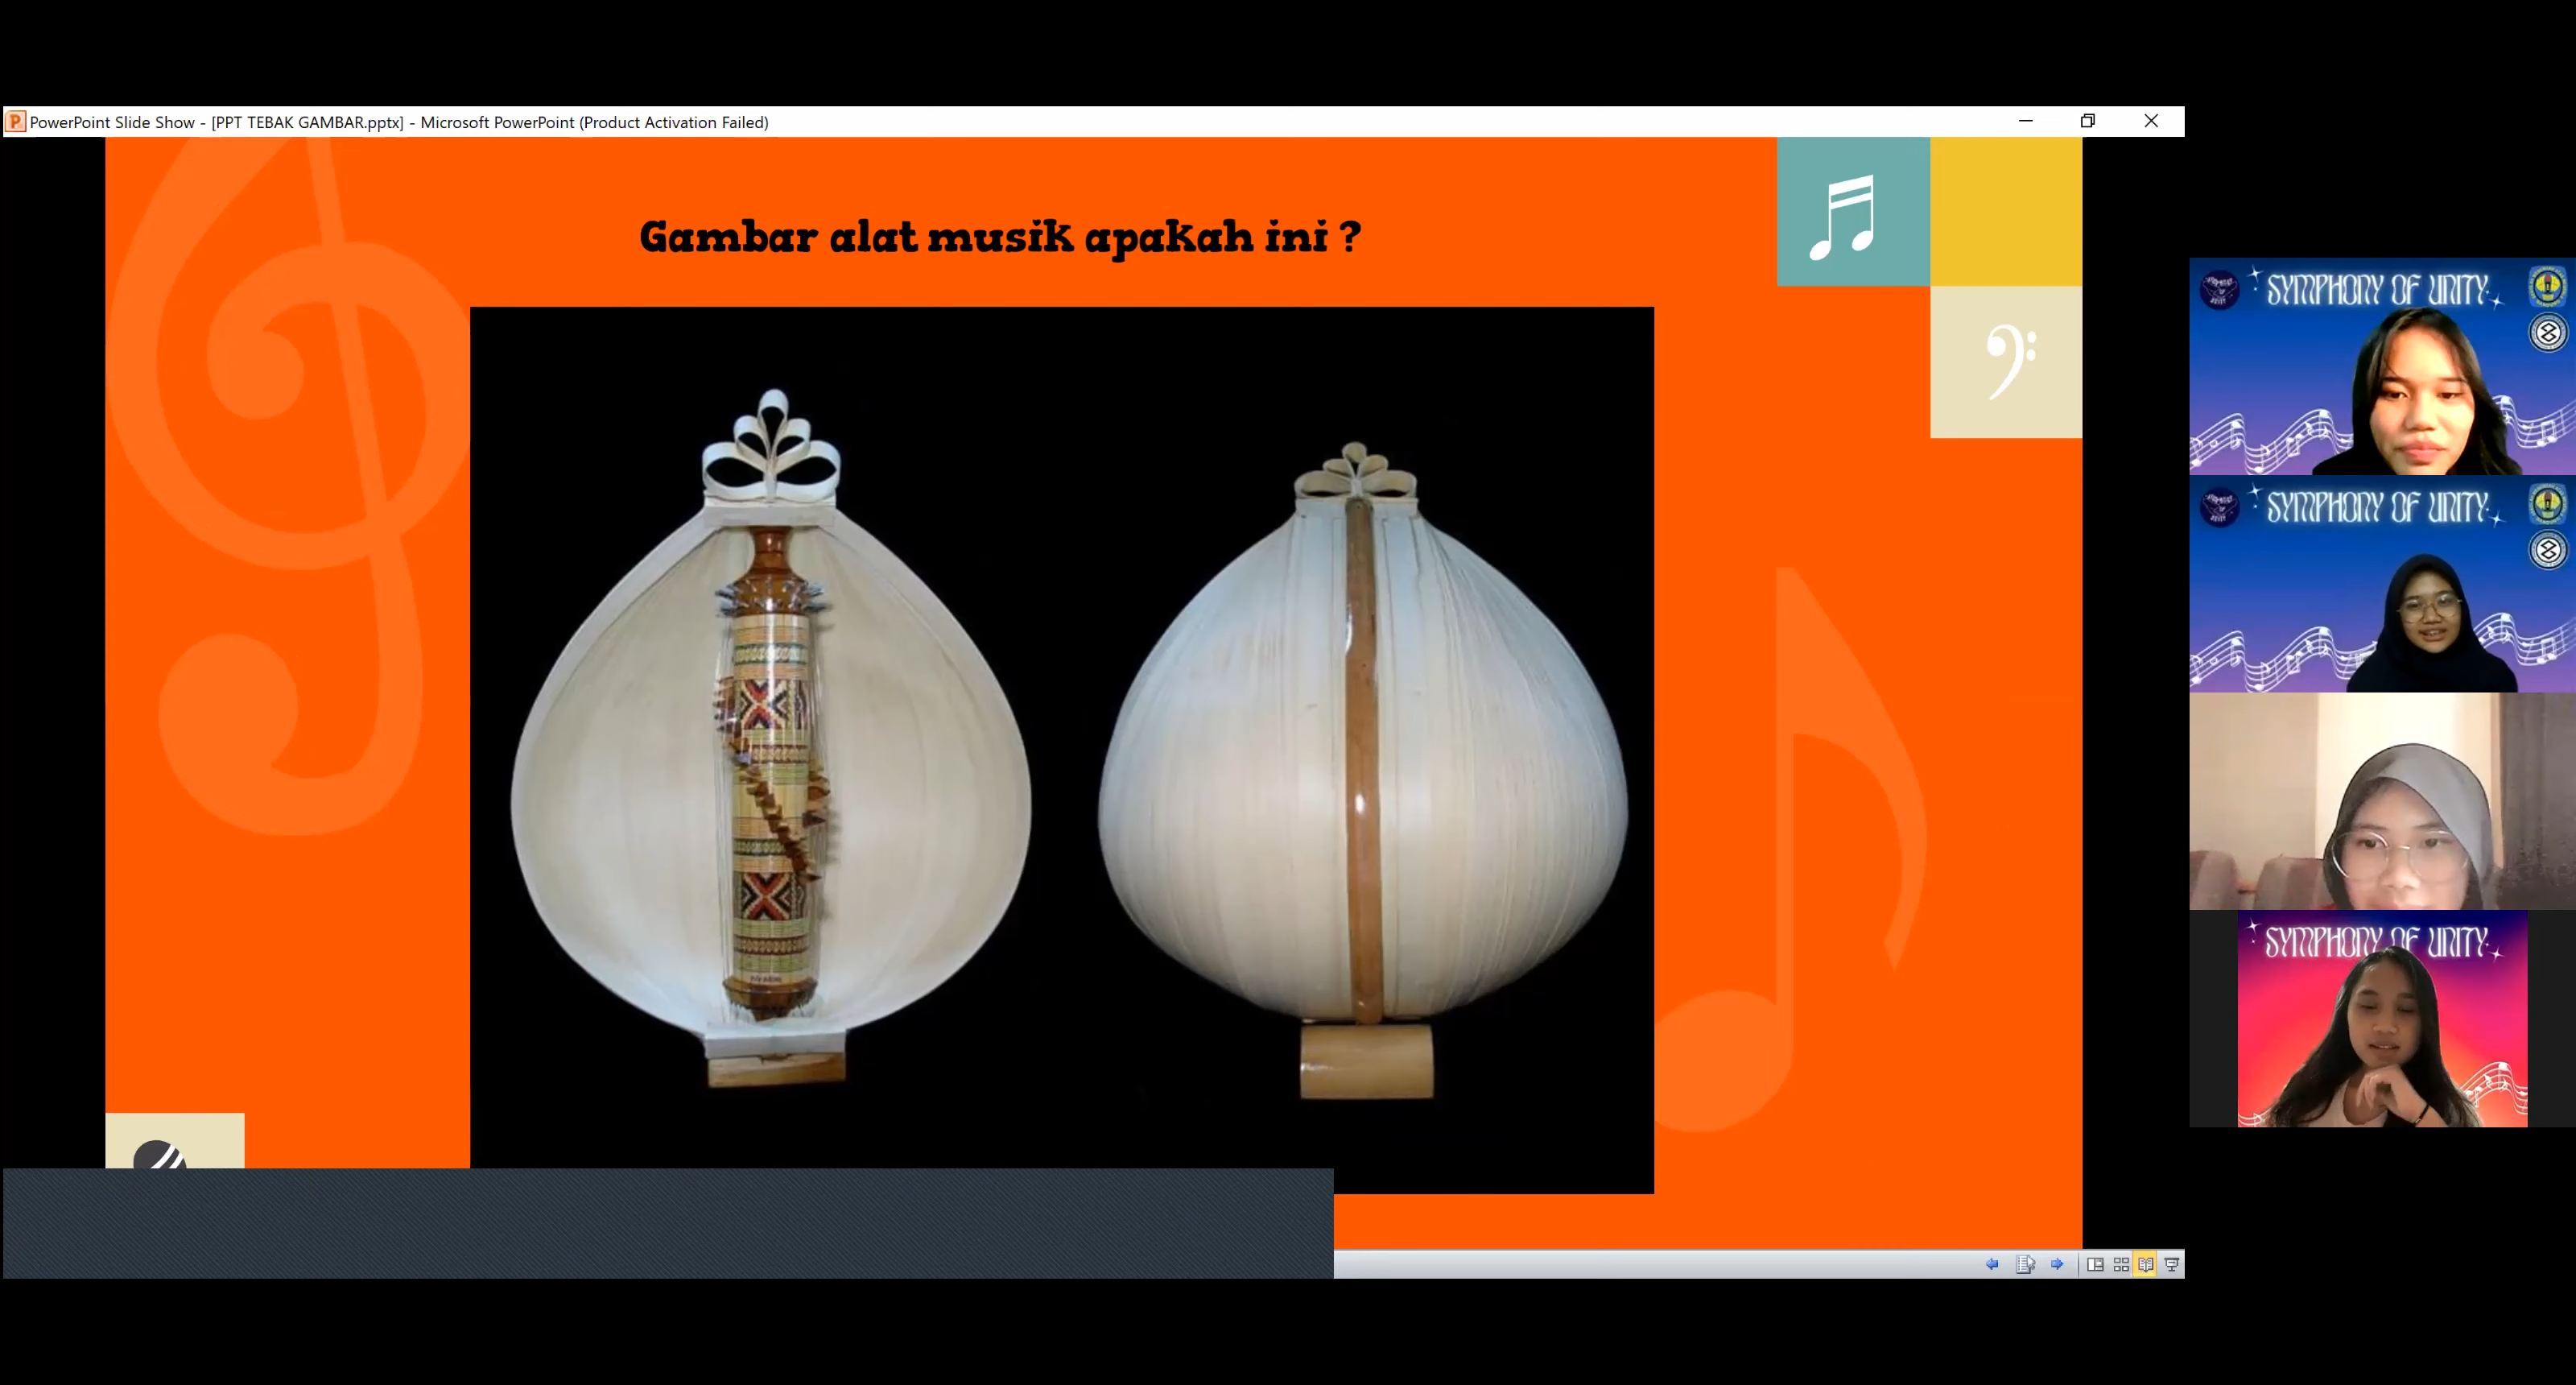 PowerPoint Slide Show - [PPT TEBAK GAMBAR.pptx] - Microsoft PowerPoint (Product Activation Failed)
Gambar alat musik apakah ini ?
SYMPHONY OF UNITY
SYMPHONY OF UNITY
SYMPHONY OF UNITY